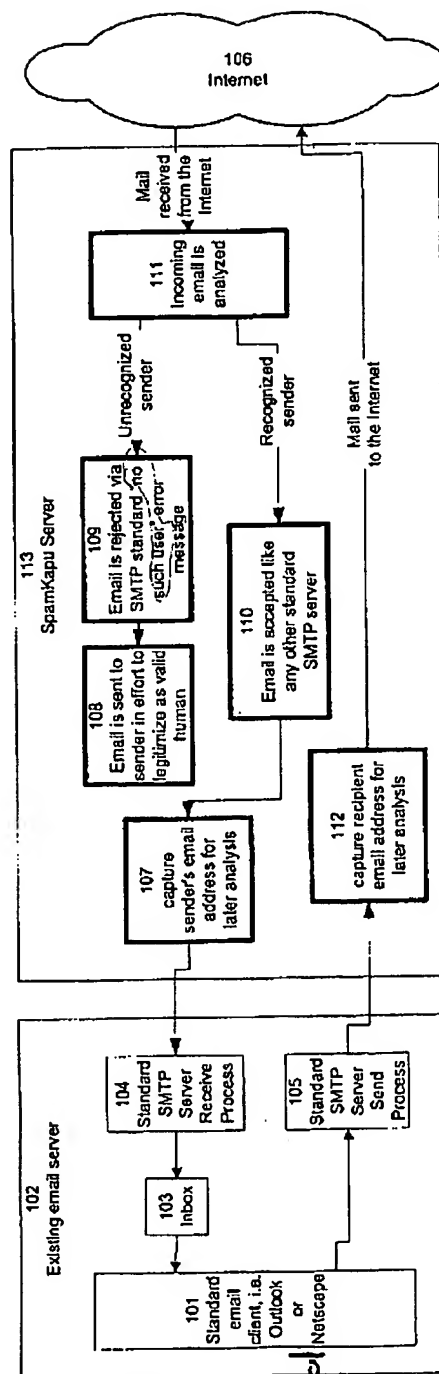 106
Internet
113
SpamKapu Server
Mail
received
from the
Internet
111
Incoming
email is
analyzed
Unrecognized
sender
Recognized
sender
109
Email is rejected via
SMTP standard "no
such user" error
message
108
Email is sent to
sender in effort to
legitimize as valid
human
110
Email is accepted like
any other standard
SMTP server
107
capture
sender's email
address for
later analysis
112
capture recipient
email address for
later analysis
Mail sent
to the Internet
102
Existing email server
104
Standard
SMTP
Server
Receive
Process
103
Inbox
105
Standard
SMTP
Server
Send
Process
101
Standard
email
client, i.e.
Outlook
or
Netscape